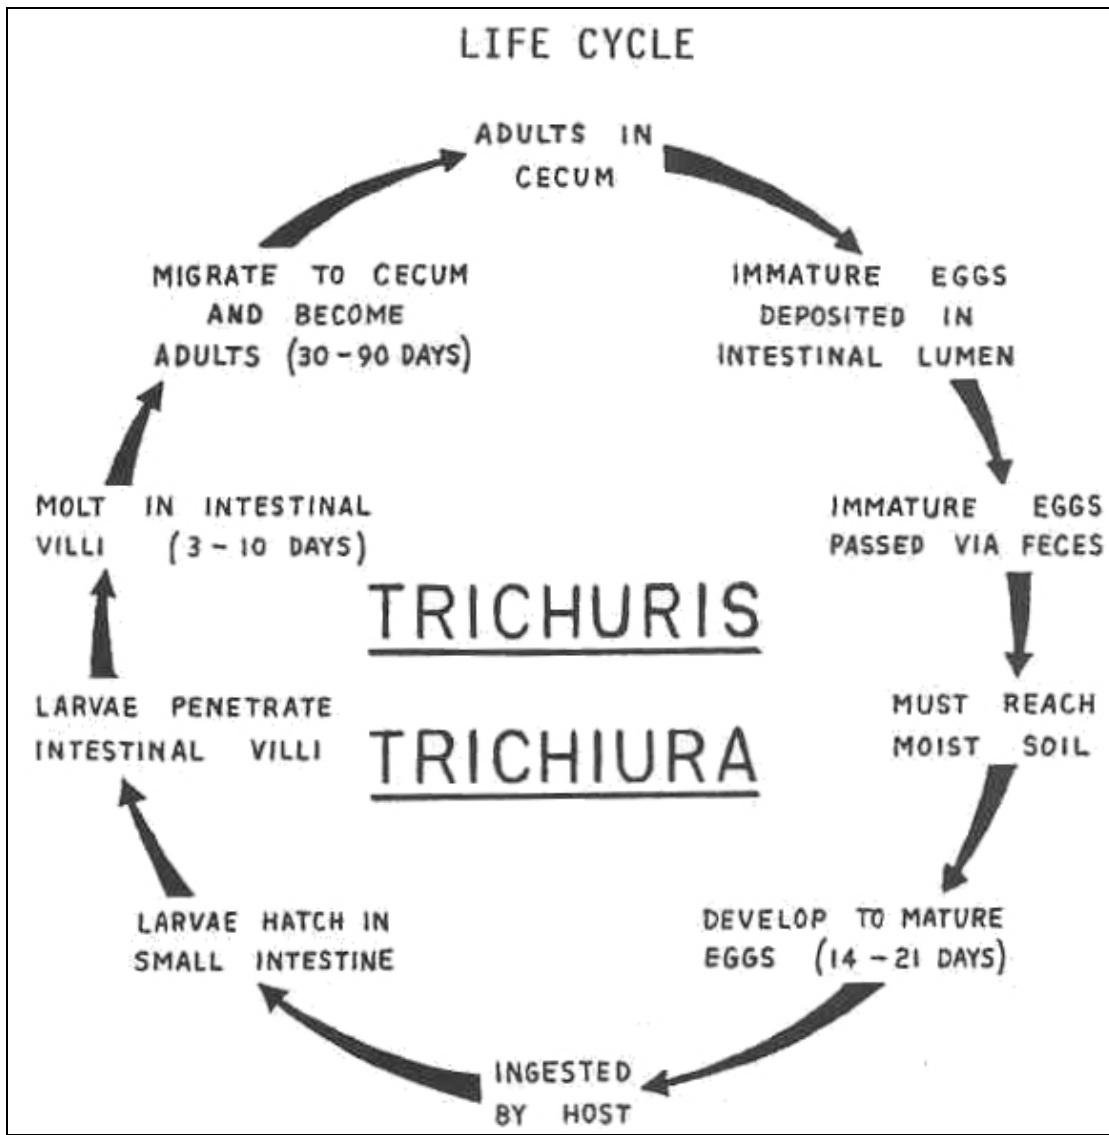 LIFE CYCLE
ADULTS IN
CECUM
IMMATURE EGGS
DEPOSITED IN
INTESTINAL LUMEN
IMMATURE EGGS
PASSED VIA FECES
MUST REACH
MOIST SOIL
DEVELOP TO MATURE
EGGS (14 - 21 DAYS)
INGESTED
BY HOST
LARVAE HATCH IN
SMALL INTESTINE
LARVAE PENETRATE
INTESTINAL VILLI
MOLT IN INTESTINAL
VILLI (3 - 10 DAYS)
MIGRATE TO CECUM
AND BECOME
ADULTS (30 - 90 DAYS)
TRICHURIS
TRICHIURA